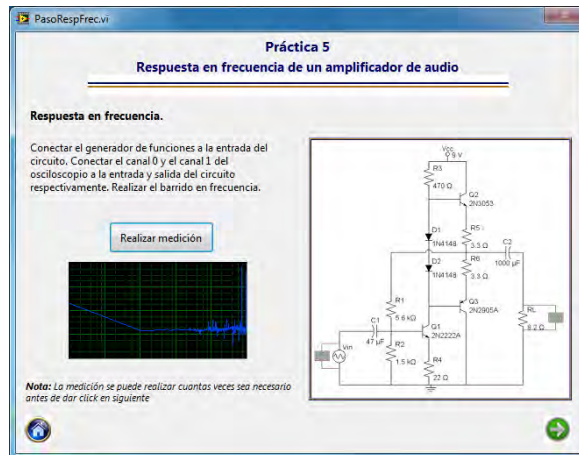 PasoRespFrec.vi
Práctica 5
Respuesta en frecuencia de un amplificador de audio
Respuesta en frecuencia.
Conectar el generador de funciones a la entrada del
circuito. Conectar el canal 0 y el canal 1 del
osciloscopio a la entrada y salida del circuito
respectivamente. Realizar el barrido en frecuencia.
Realizar medición
Nota: La medición se puede realizar cuantas veces sea necesario
antes de dar click en siguiente
Vcc
9 V
R3
470 Ω
Q2
2N3053
D1
1N4148
R5
3.3 Ω
C2
1000 µF
D2
1N4148
R6
3.3 Ω
R1
5.6 kΩ
Q3
2N2905A
RL
8.2 Ω
C1
47 µF
Q1
2N2222A
Vin
R2
1.5 kΩ
R4
22 Ω